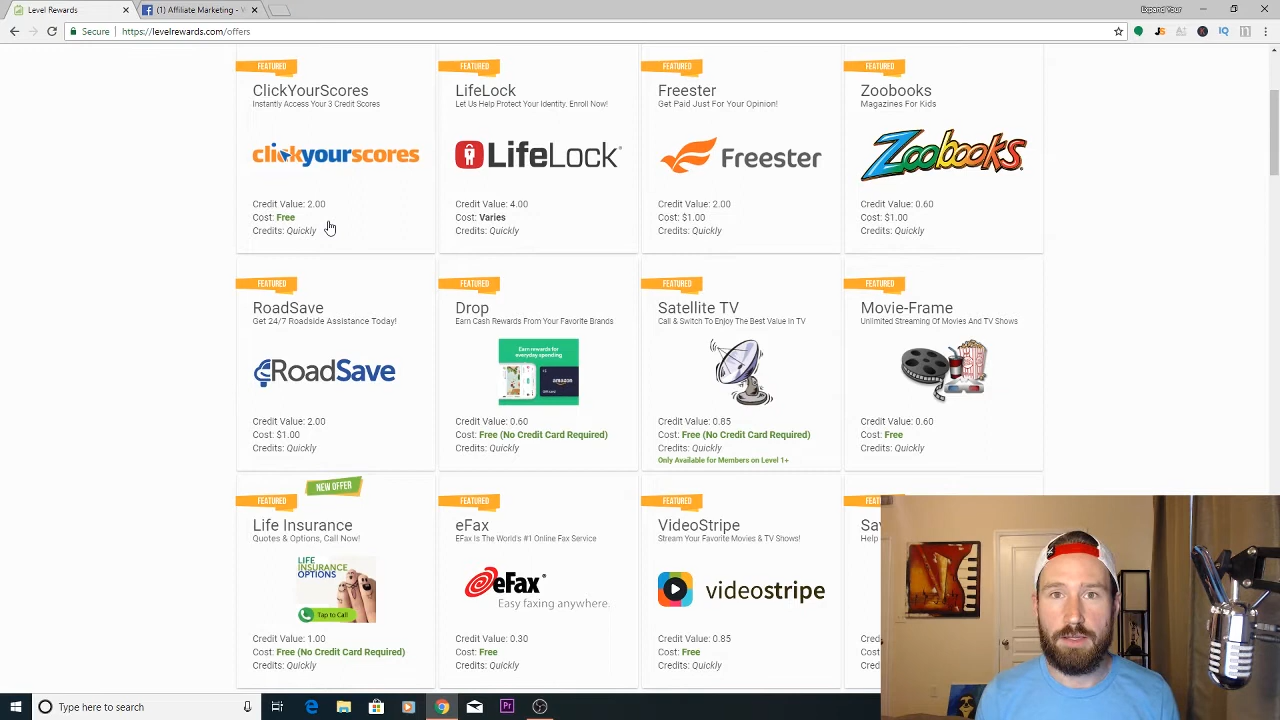 Level Rewards
(1) Affiliate Marketing -
Expand Your
Secure
https://levelrewards.com/offers
FEATURED
ClickYourScores
Instantly Access Your 3 Credit Scores
clickyourscores
Credit Value: 2.00
Cost: Free
Credits: Quickly
FEATURED
LifeLock
Let Us Help Protect Your Identity. Enroll Now!
LifeLock
Credit Value: 4.00
Cost: Varies
Credits: Quickly
FEATURED
Freester
Get Paid Just For Your Opinion!
Freester
Credit Value: 2.00
Cost: $1.00
Credits: Quickly
FEATURED
Zoobooks
Magazines For Kids
Zoobooks
Credit Value: 0.60
Cost: $1.00
Credits: Quickly
FEATURED
RoadSave
Get 24/7 Roadside Assistance Today!
RoadSave
Credit Value: 2.00
Cost: $1.00
Credits: Quickly
FEATURED
Drop
Earn Cash Rewards From Your Favorite Brands
Earn rewards for
everyday spending.
amazon
Credit Value: 0.60
Cost: Free (No Credit Card Required)
Credits: Quickly
FEATURED
Satellite TV
Call & Switch To Enjoy The Best Value In TV
Credit Value: 0.85
Cost: Free (No Credit Card Required)
Credits: Quickly
Only Available for Members on Level 1+
FEATURED
Movie-Frame
Unlimited Streaming Of Movies And TV Shows
Credit Value: 0.60
Cost: Free
Credits: Quickly
NEW OFFER
FEATURED
Life Insurance
Quotes & Options, Call Now!
LIFE
INSURANCE
OPTIONS
Tap to Call
Credit Value: 1.00
Cost: Free (No Credit Card Required)
Credits: Quickly
FEATURED
eFax
EFax Is The World's #1 Online Fax Service
eFax
Easy faxing anywhere.
Credit Value: 0.30
Cost: Free
Credits: Quickly
FEATURED
VideoStripe
Stream Your Favorite Movies & TV Shows!
videostripe
Credit Value: 0.85
Cost: Free
Credits: Quickly
Help
Type here to search